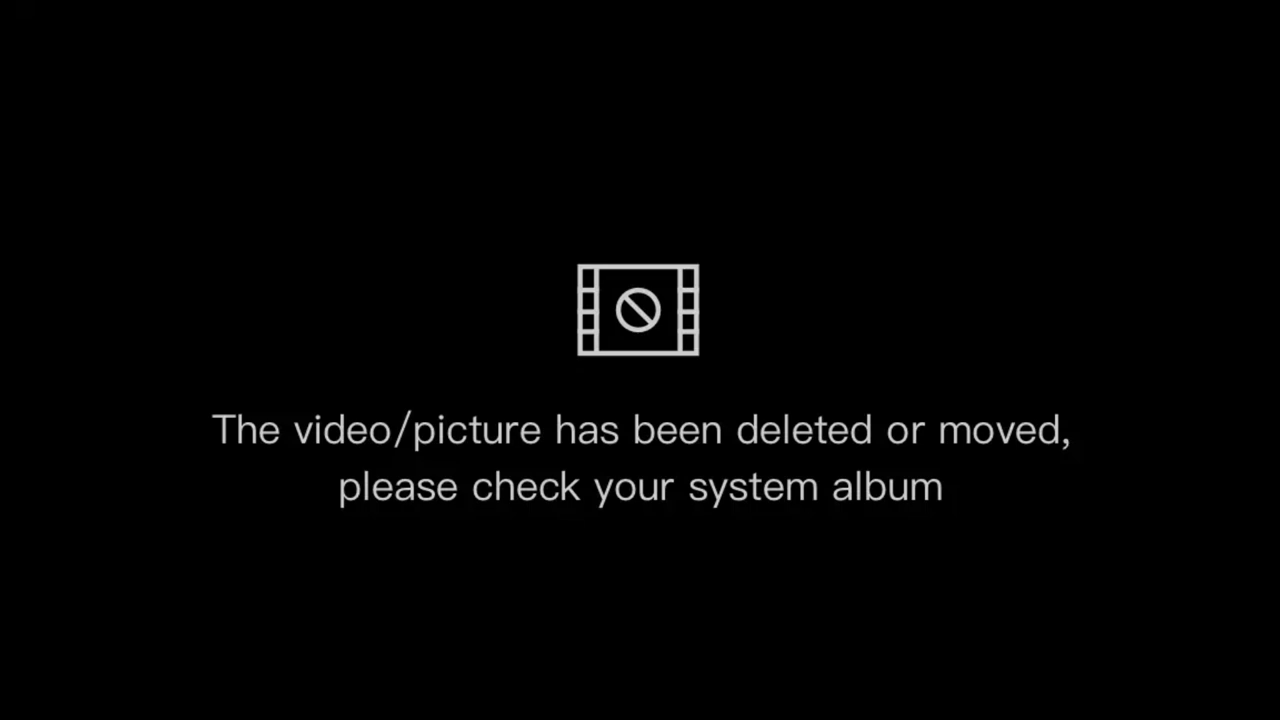 The video/picture has been deleted or moved,
please check your system album